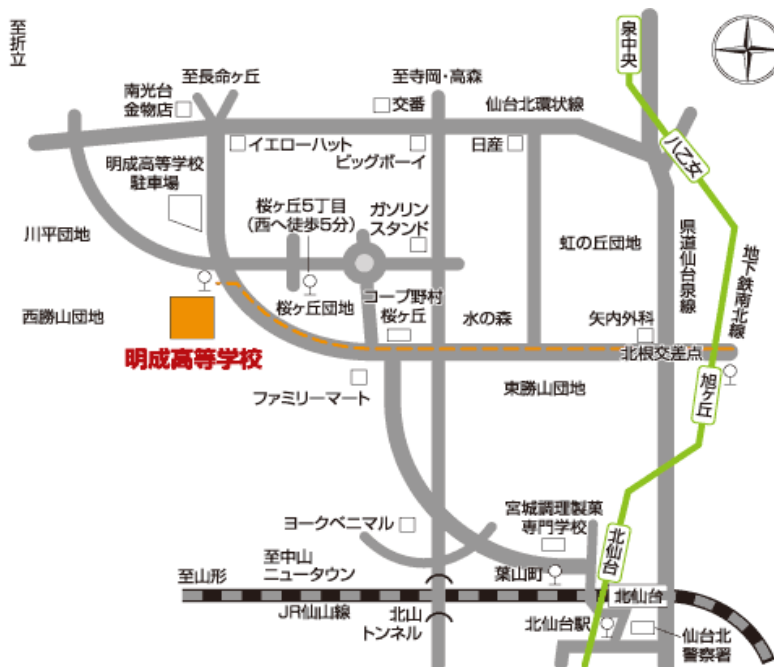 至折立
泉中央
至長命ヶ丘
至寺岡・高森
南光台
金物店
交番
仙台北環状線
イエローハット
ビッグボーイ
日産
八乙女
明成高等学校
駐車場
桜ヶ丘5丁目
(西へ徒歩5分)
ガソリン
スタンド
川平団地
虹の丘団地
県道仙台泉線
地下鉄南北線
西勝山団地
桜ヶ丘団地
コープ野村
桜ヶ丘
水の森
矢内外科
明成高等学校
北根交差点
ファミリーマート
東勝山団地
旭ヶ丘
ヨークベニマル
宮城調理製菓
専門学校
北仙台
至中山
ニュータウン
至山形
葉山町
北仙台
JR仙山線
北山
トンネル
北仙台駅
仙台北
警察署